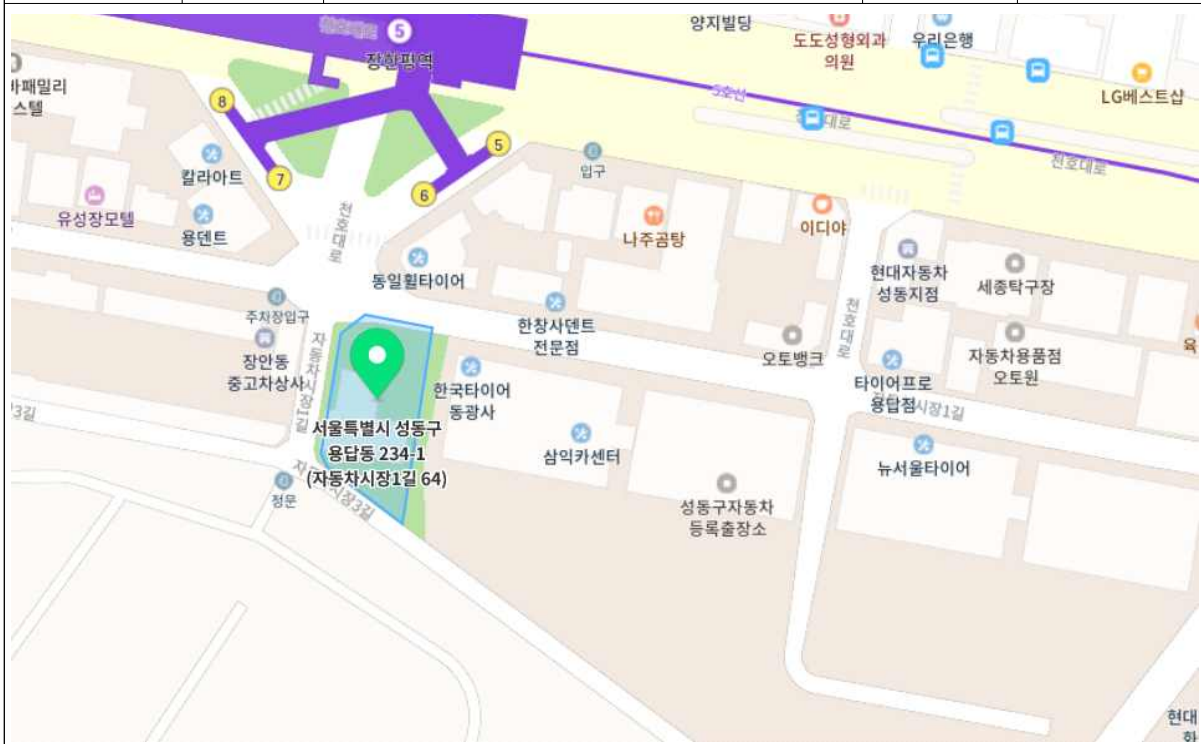 천호대로
5
장한평역
양지빌딩
도도성형외과
의원
우리은행
LG베스트샵
바패밀리
스텔
8
7
6
5
칼라아트
유성장모텔
용덴트
천호대로
동일휠타이어
입구
나주곰탕
5호선
천호대로
천호대로
이디야
현대자동차
성동지점
세종탁구장
천호대로
주차장입구
장안동
중고차상사
자동차시장1길
한창사덴트
전문점
한국타이어
동광사
오토뱅크
타이어프로
용답점
자동차용품점
오토원
육
시장1길
장3길
서울특별시 성동구
용답동 234-1
(자동차시장1길 64)
정문
삼익카센터
성동구자동차
등록출장소
뉴서울타이어
현대